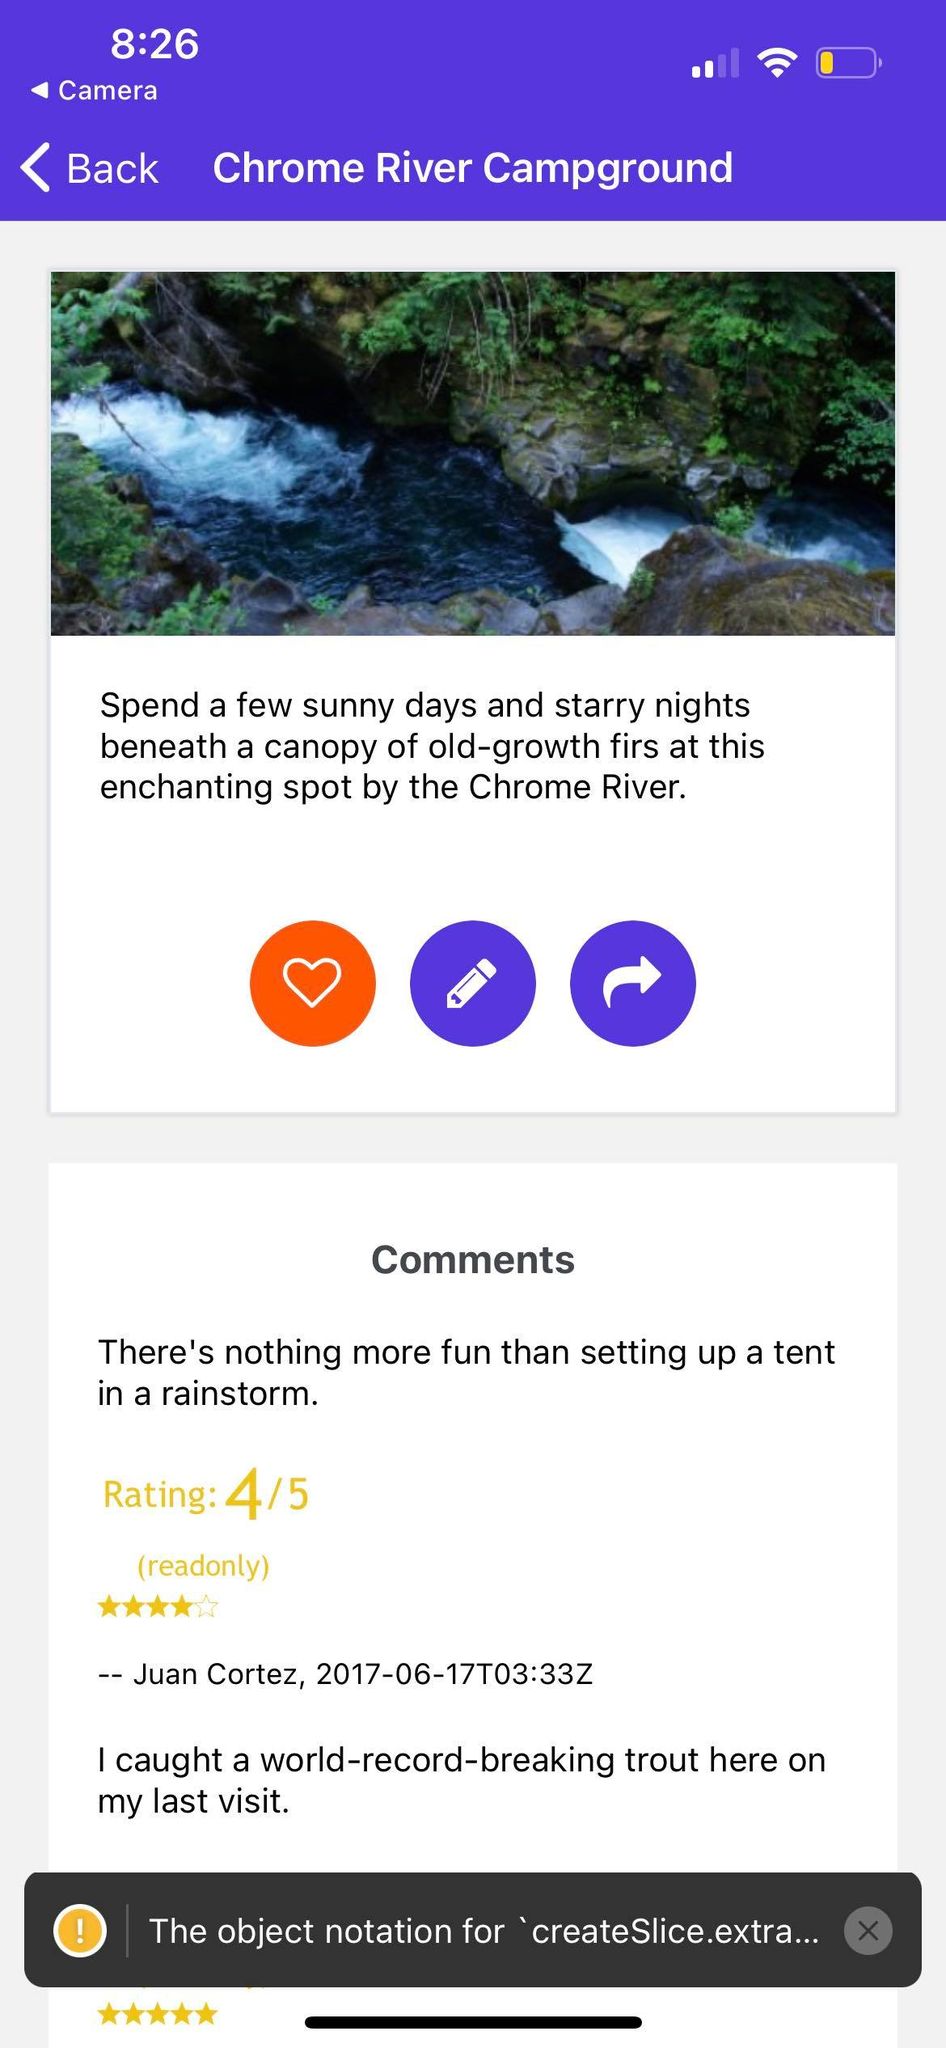 8:26
Camera
Back
Chrome River Campground
Spend a few sunny days and starry nights
beneath a canopy of old-growth firs at this
enchanting spot by the Chrome River.
Comments
There's nothing more fun than setting up a tent
in a rainstorm.
Rating: 4/5
(readonly)
-- Juan Cortez, 2017-06-17T03:33Z
I caught a world-record-breaking trout here on
my last visit.
The object notation for `createSlice.extra...